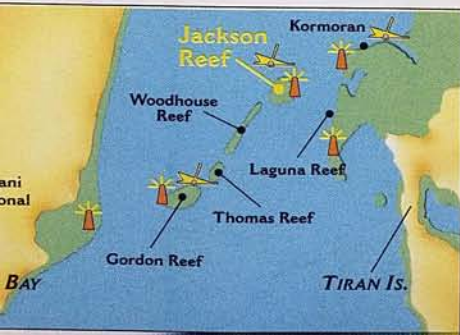 Kormoran
Jackson
Reef
Woodhouse
Reef
Laguna Reef
ani
onal
Thomas Reef
Gordon Reef
BAY
TIRAN IS.